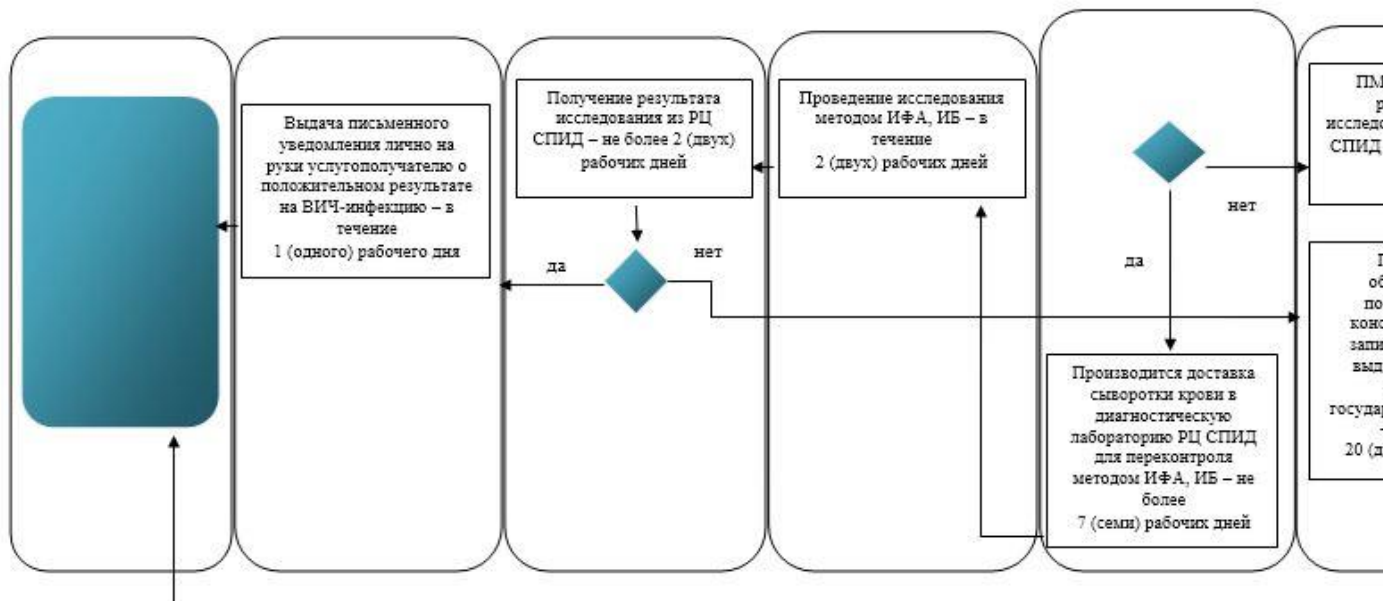 Выдача письменного
уведомления лично на
руки услугополучателю о
положительном результате
на ВИЧ-инфекцию – в
течение
1 (одного) рабочего дня
Получение результата
исследования из РЦ
СПИД – не более 2 (двух)
рабочих дней
да
нет
Проведение исследования
методом ИФА, ИБ – в
течение
2 (двух) рабочих дней
нет
да
Производится доставка
сыворотки крови в
диагностическую
лабораторию РЦ СПИД
для переконтроля
методом ИФА, ИБ – не
более
7 (семи) рабочих дней
СПИД
20